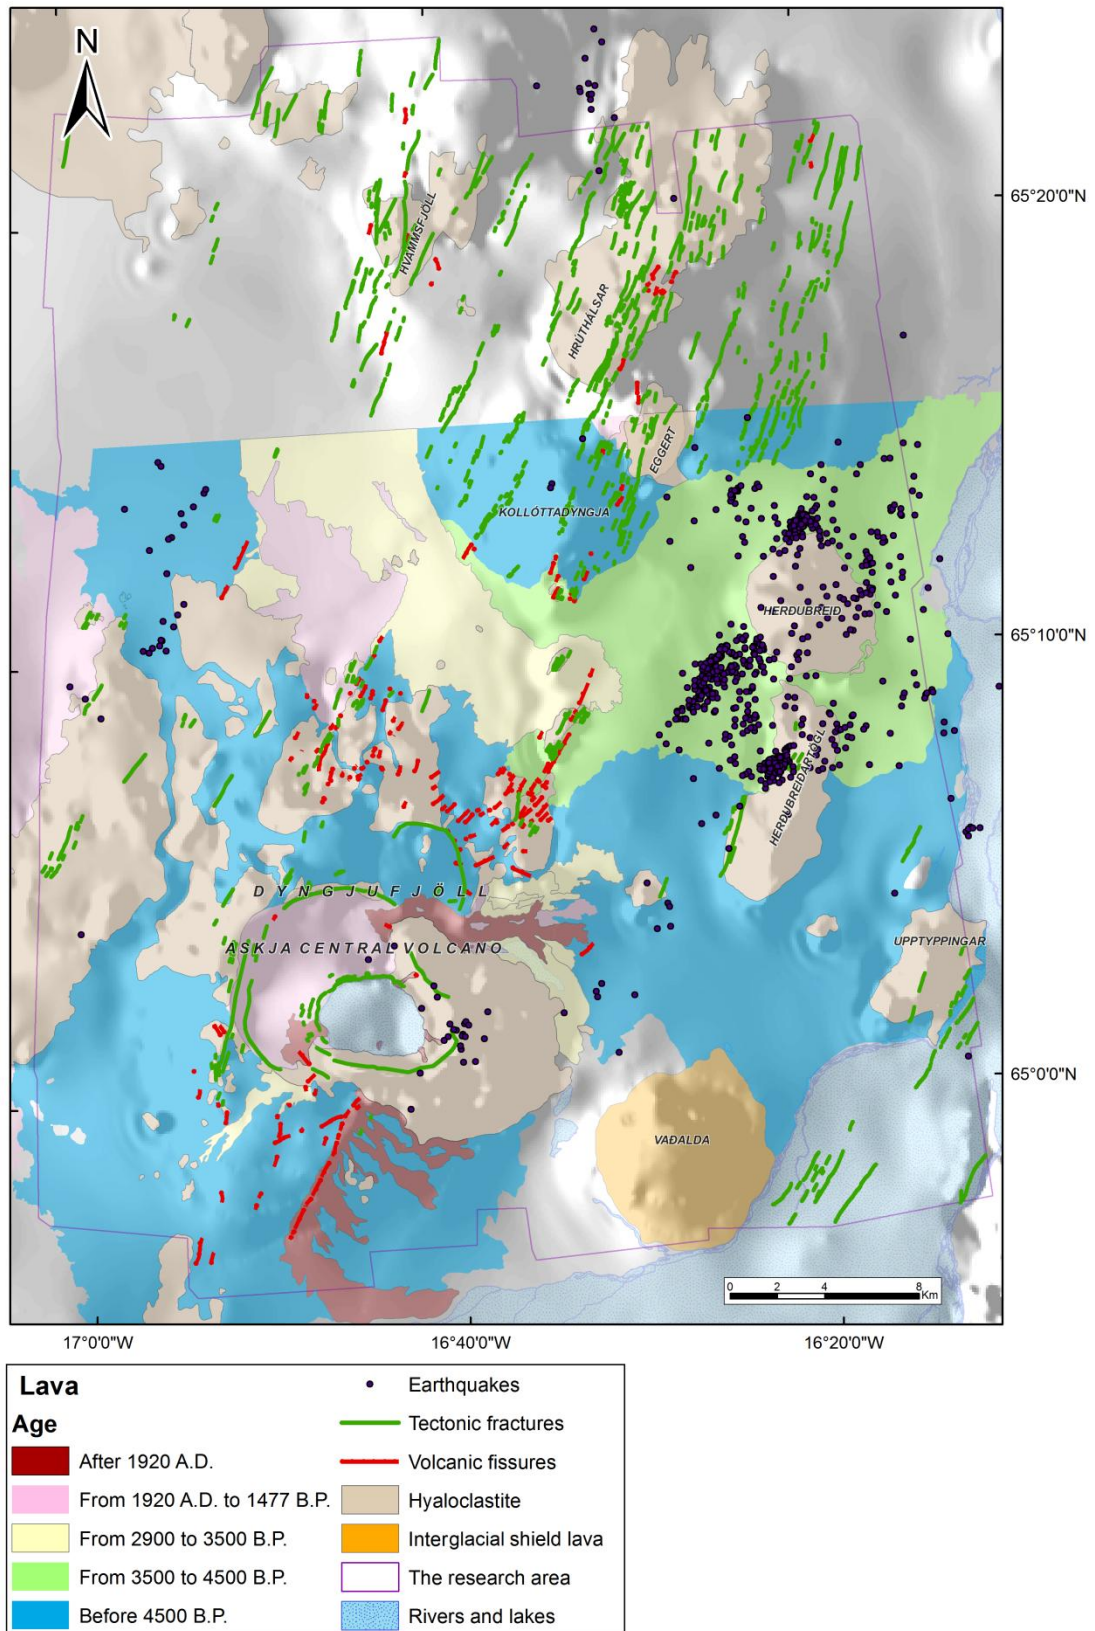 N
65°20'0"N
HVAMMSFJÖLL
HRÚTHÁLSAR
EGGERT
KOLLÓTTADYNGJA
HERÐUBREIÐ
65°10'0"N
HERÐUBREIÐARTÖGL
DYNGJUFJÖLL
ASKJA CENTRAL VOLCANO
UPPTYPPINGAR
65°0'0"N
VAÐALDA
0 2 4 8
Km
17°0'0"W 16°40'0"W 16°20'0"W
Lava
Age
After 1920 A.D.
From 1920 A.D. to 1477 B.P.
From 2900 to 3500 B.P.
From 3500 to 4500 B.P.
Before 4500 B.P.
Earthquakes
Tectonic fractures
Volcanic fissures
Hyaloclastite
Interglacial shield lava
The research area
Rivers and lakes